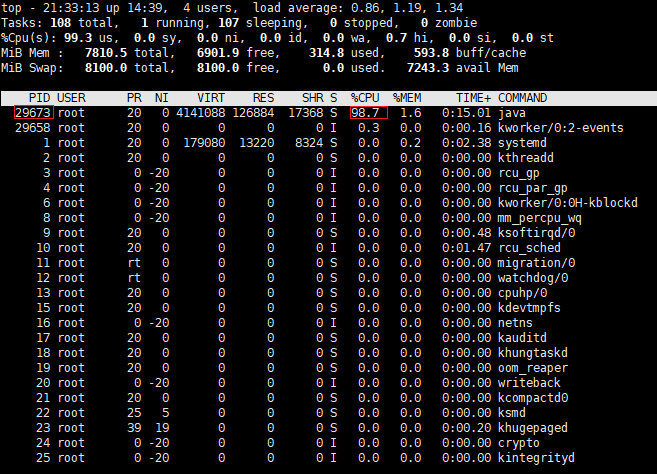 top - 21:33:13 up 14:39,  4 users,  load average: 0.86, 1.19, 1.34
Tasks: 108 total,   1 running, 107 sleeping,   0 stopped,   0 zombie
%Cpu(s): 99.3 us,  0.0 sy,  0.0 ni,  0.0 id,  0.0 wa,  0.7 hi,  0.0 si,  0.0 st
MiB Mem :   7810.5 total,   6901.9 free,    314.8 used,    593.8 buff/cache
MiB Swap:   8100.0 total,   8100.0 free,      0.0 used.   7243.3 avail Mem
PID USER      PR  NI    VIRT    RES    SHR S  %CPU  %MEM     TIME+ COMMAND
29673 root      20   0 4141088 126884  17368 S  98.7   1.6   0:15.01 java
29658 root      20   0       0      0      0 I   0.3   0.0   0:00.16 kworker/0:2-events
1 root      20   0  179080  13220   8324 S   0.0   0.2   0:02.38 systemd
2 root      20   0       0      0      0 S   0.0   0.0   0:00.00 kthreadd
3 root       0 -20       0      0      0 I   0.0   0.0   0:00.00 rcu_gp
4 root       0 -20       0      0      0 I   0.0   0.0   0:00.00 rcu_par_gp
6 root       0 -20       0      0      0 I   0.0   0.0   0:00.00 kworker/0:0H-kblockd
8 root       0 -20       0      0      0 I   0.0   0.0   0:00.00 mm_percpu_wq
9 root      20   0       0      0      0 S   0.0   0.0   0:00.48 ksoftirqd/0
10 root      20   0       0      0      0 I   0.0   0.0   0:01.47 rcu_sched
11 root      rt   0       0      0      0 S   0.0   0.0   0:00.00 migration/0
12 root      rt   0       0      0      0 S   0.0   0.0   0:00.00 watchdog/0
13 root      20   0       0      0      0 S   0.0   0.0   0:00.00 cpuhp/0
15 root      20   0       0      0      0 S   0.0   0.0   0:00.00 kdevtmpfs
16 root       0 -20       0      0      0 I   0.0   0.0   0:00.00 netns
17 root      20   0       0      0      0 S   0.0   0.0   0:00.00 kauditd
18 root      20   0       0      0      0 S   0.0   0.0   0:00.00 khungtaskd
19 root      20   0       0      0      0 S   0.0   0.0   0:00.00 oom_reaper
20 root       0 -20       0      0      0 I   0.0   0.0   0:00.00 writeback
21 root      20   0       0      0      0 S   0.0   0.0   0:00.00 kcompactd0
22 root      25   5       0      0      0 S   0.0   0.0   0:00.00 ksmd
23 root      39  19       0      0      0 S   0.0   0.0   0:00.20 khugepaged
24 root       0 -20       0      0      0 I   0.0   0.0   0:00.00 crypto
25 root       0 -20       0      0      0 I   0.0   0.0   0:00.00 kintegrityd